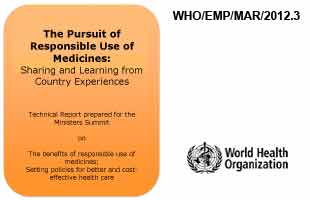 The Pursuit of
Responsible Use of
Medicines:
Sharing and Learning from
Country Experiences
Technical Report prepared for the
Ministers Summit
on
The benefits of responsible use of
medicines;
Setting policies for better and cost-
effective health care
WHO/EMP/MAR/2012.3
World Health
Organization